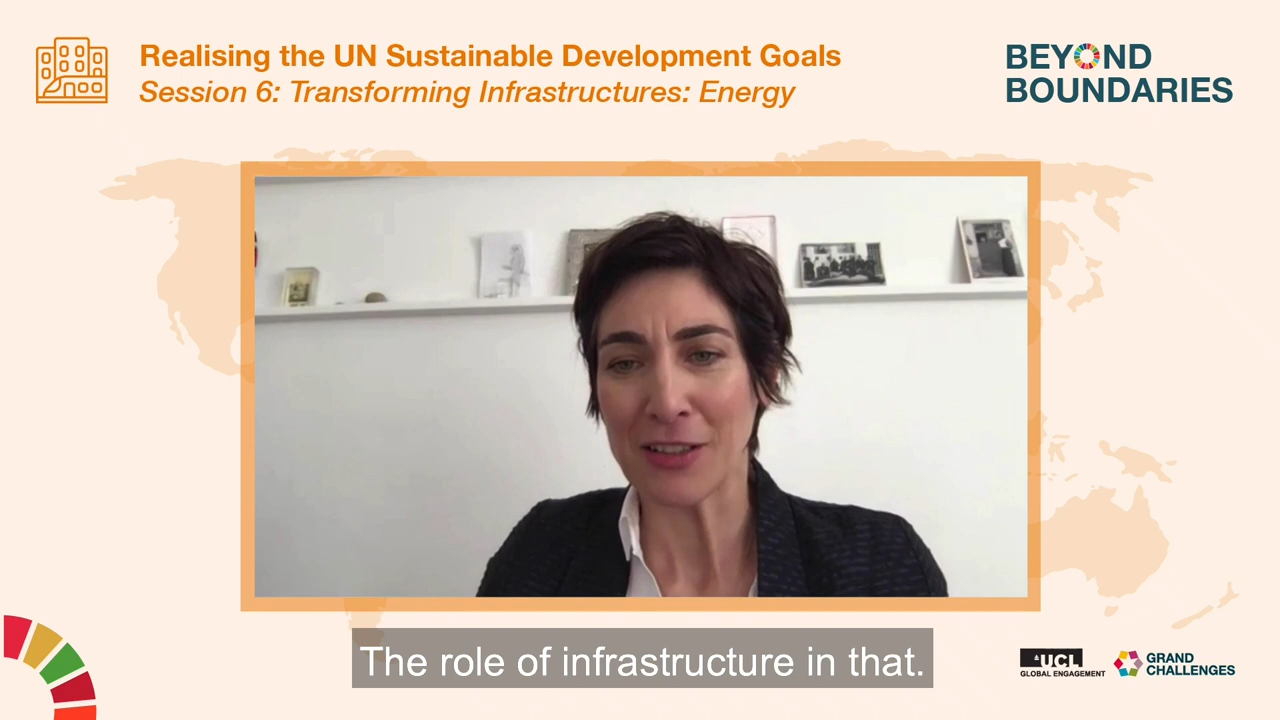 Realising the UN Sustainable Development Goals
Session 6: Transforming Infrastructures: Energy
BEYOND
BOUNDARIES
The role of infrastructure in that.
UCL
GLOBAL ENGAGEMENT
GRAND
CHALLENGES